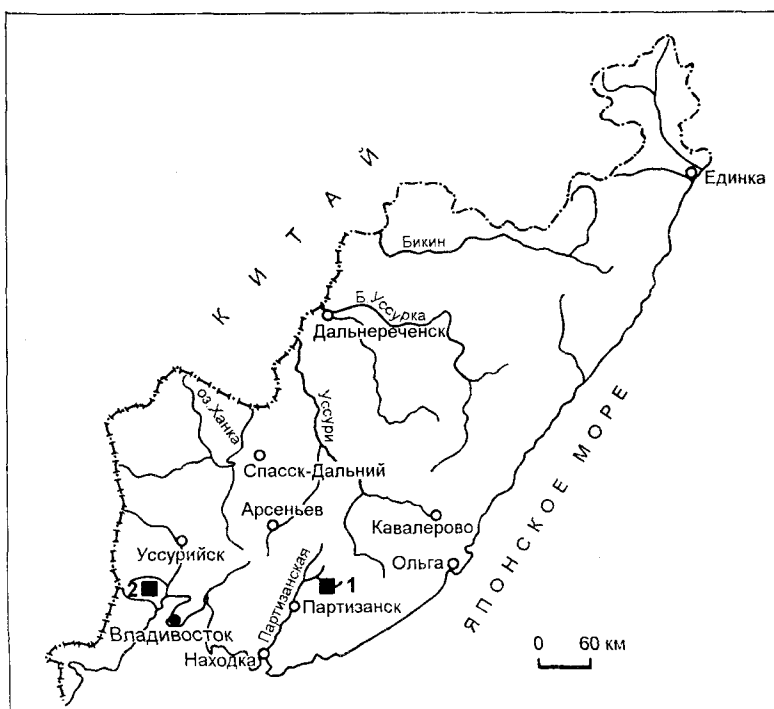 КИТАЙ
Единка
Бикин
Б. Уссурка
Дальнереченск
оз. Ханка
Уссури
Спасск-Дальний
Арсеньев
Кавалерово
Уссурийск
Ольга
ЯПОНСКОЕ МОРЕ
2
1
Партизанская
Партизанск
Владивосток
Находка
0 60 км